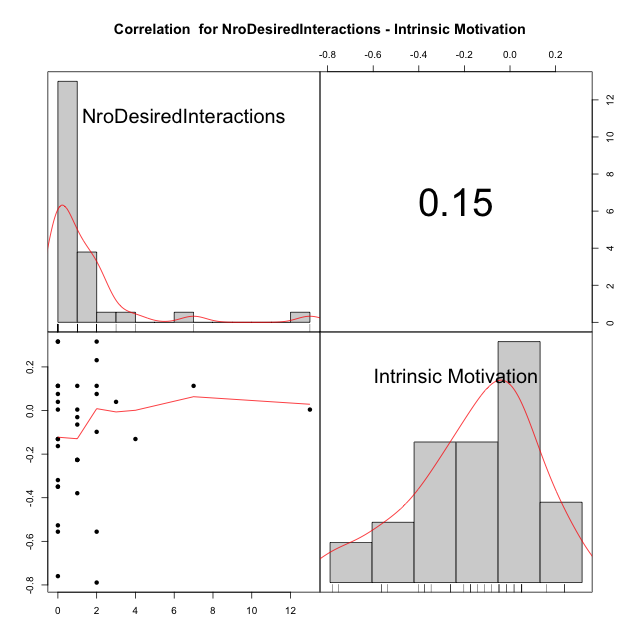 Correlation  for NroDesiredInteractions - Intrinsic Motivation
-0.8 -0.6 -0.4 -0.2 0.0 0.2
NroDesiredInteractions
0.15
0 2 4 6 8 10 12
-0.8 -0.6 -0.4 -0.2 0.0 0.2
Intrinsic Motivation
0 2 4 6 8 10 12